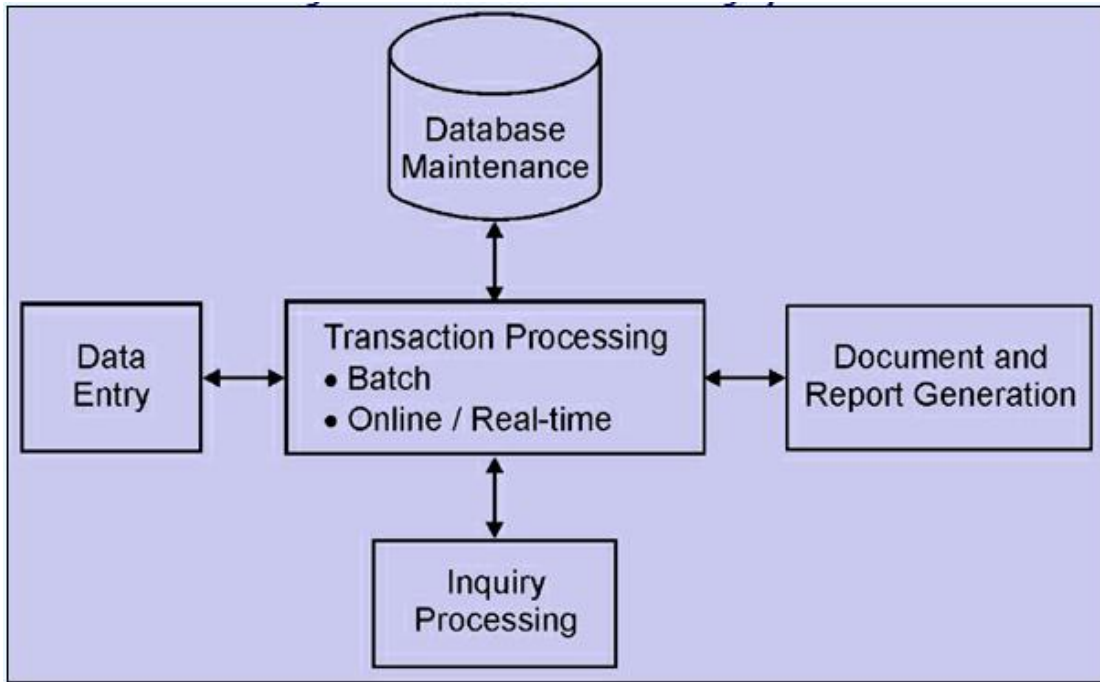 Database
Maintenance
Data
Entry
Transaction Processing
• Batch
• Online / Real-time
Document and
Report Generation
Inquiry
Processing